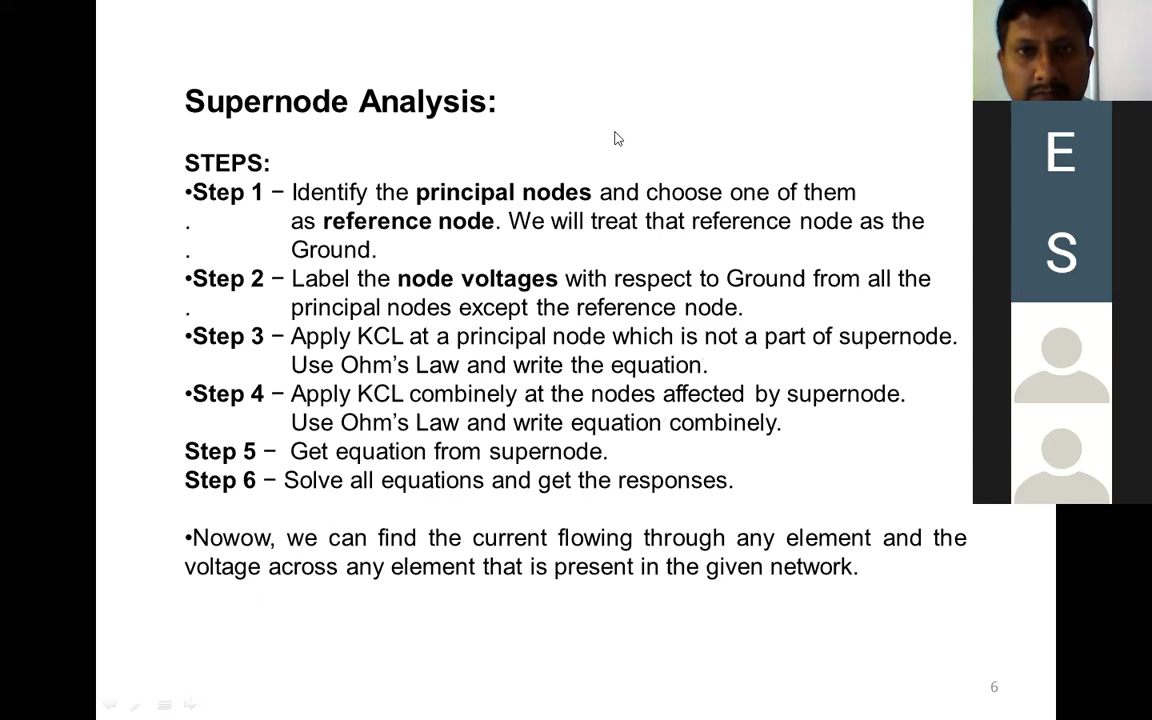 Supernode Analysis:
STEPS:
•Step 1 − Identify the principal nodes and choose one of them
. as reference node. We will treat that reference node as the
. Ground.
•Step 2 − Label the node voltages with respect to Ground from all the
. principal nodes except the reference node.
•Step 3 − Apply KCL at a principal node which is not a part of supernode.
Use Ohm’s Law and write the equation.
•Step 4 − Apply KCL combinely at the nodes affected by supernode.
Use Ohm’s Law and write equation combinely.
Step 5 − Get equation from supernode.
Step 6 − Solve all equations and get the responses.
•Nowow, we can find the current flowing through any element and the
voltage across any element that is present in the given network.
6
E
S